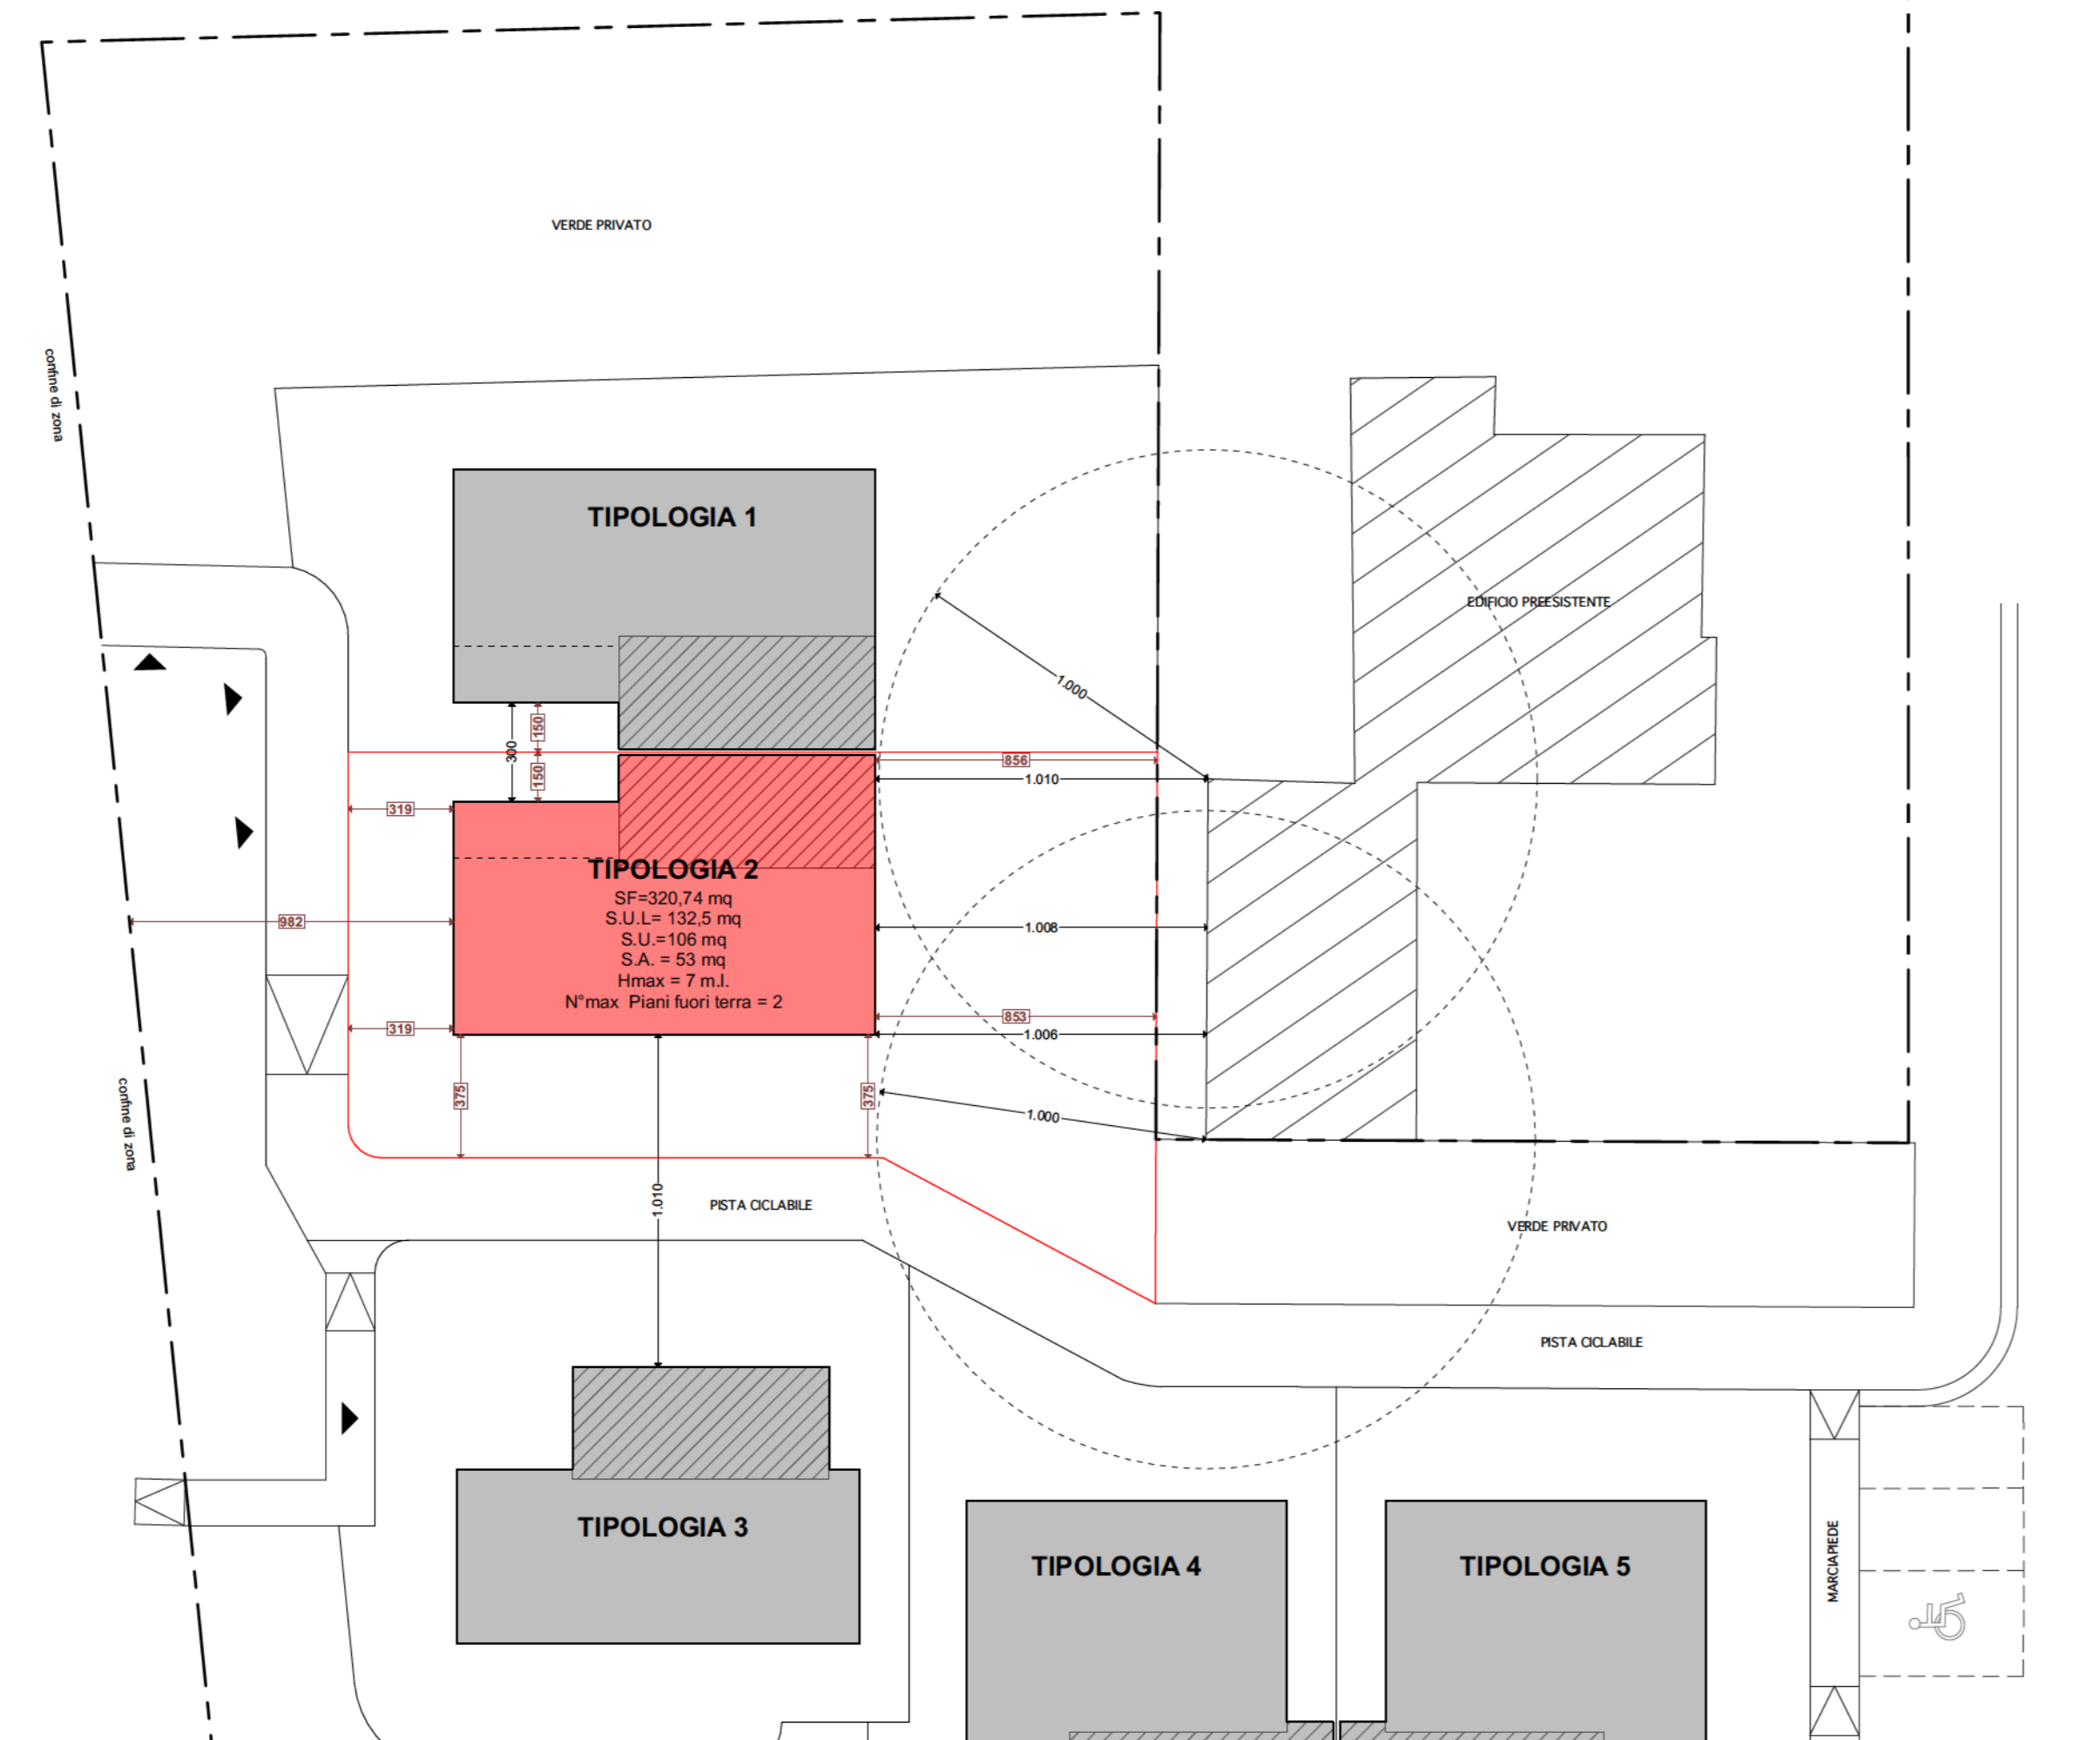 VERDE PRIVATO
confine di zona
TIPOLOGIA 1
EDIFICIO PREESISTENTE
1.000
150
300
150
856
1.010
319
TIPOLOGIA 2
SF=320,74 mq
S.U.L= 132,5 mq
S.U.=106 mq
S.A. = 53 mq
Hmax = 7 m.l.
N°max Piani fuori terra = 2
982
1.008
853
319
1.006
375
375
1.000
confine di zona
1.010
PISTA CICLABILE
VERDE PRIVATO
PISTA CICLABILE
TIPOLOGIA 3
TIPOLOGIA 4
TIPOLOGIA 5
MARCIAPIEDE